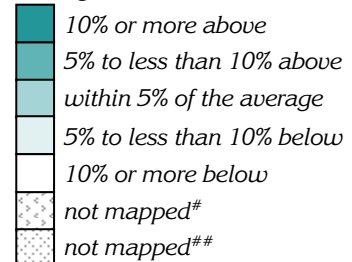 10% or more above
5% to less than 10% above
within 5% of the average
5% to less than 10% below
10% or more below
not mapped#
not mapped##